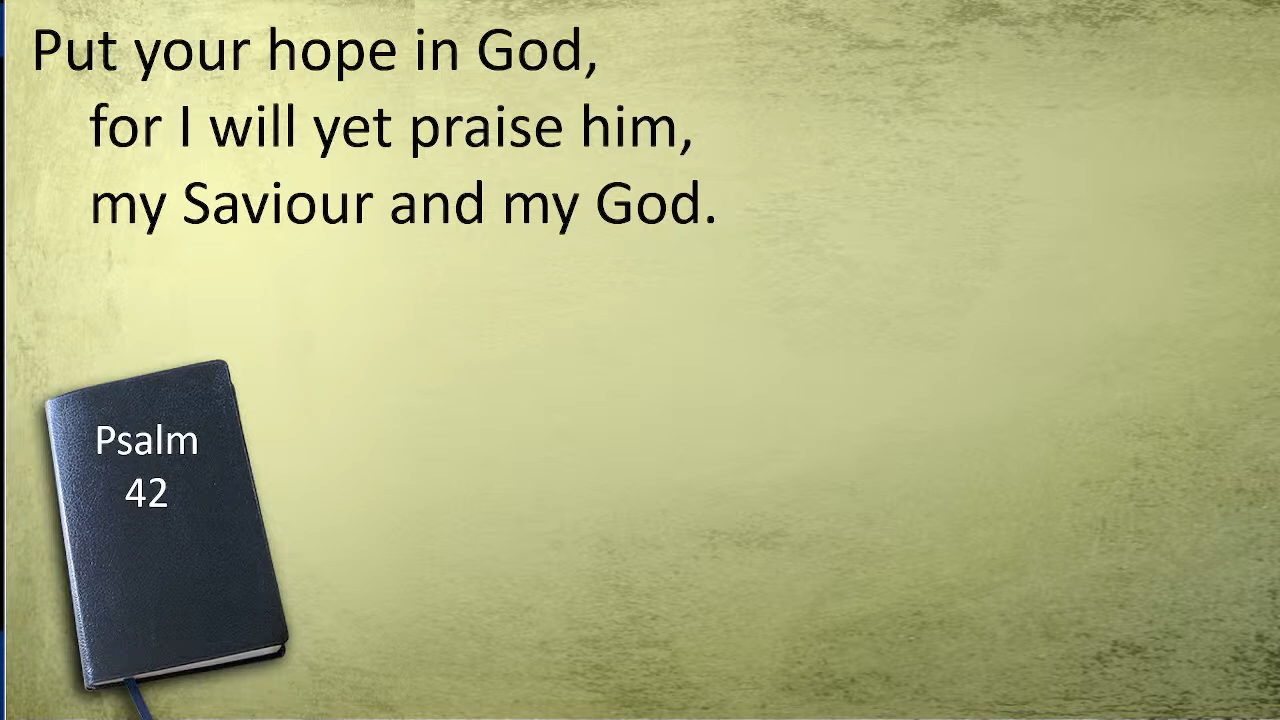 Put your hope in God,
for I will yet praise him,
my Saviour and my God.
Psalm
42